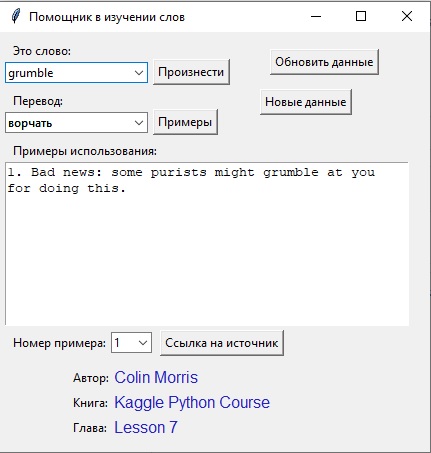 Помощник в изучении слов
Это слово:
grumble Произнести Обновить данные
Перевод: Новые данные
ворчать Примеры
Примеры использования:
1. Bad news: some purists might grumble at you
for doing this.
Номер примера: 1 Ссылка на источник
Автор: Colin Morris
Книга: Kaggle Python Course
Глава: Lesson 7